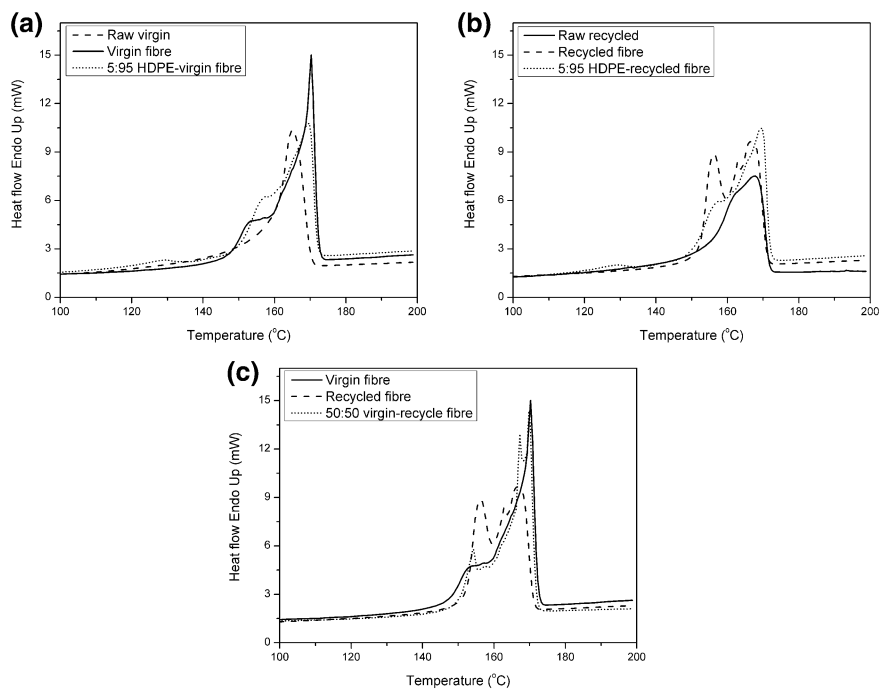 (a)
Raw virgin
Virgin fibre
5:95 HDPE-virgin fibre
Heat flow Endo Up (mW)
15
12
9
6
3
0
100 120 140 160 180 200
Temperature (°C)
(b)
Raw recycled
Recycled fibre
5:95 HDPE-recycled fibre
Heat flow Endo Up (mW)
15
12
9
6
3
0
100 120 140 160 180 200
Temperature (°C)
(c)
Virgin fibre
Recycled fibre
50:50 virgin-recycle fibre
Heat flow Endo Up (mW)
15
12
9
6
3
0
100 120 140 160 180 200
Temperature (°C)